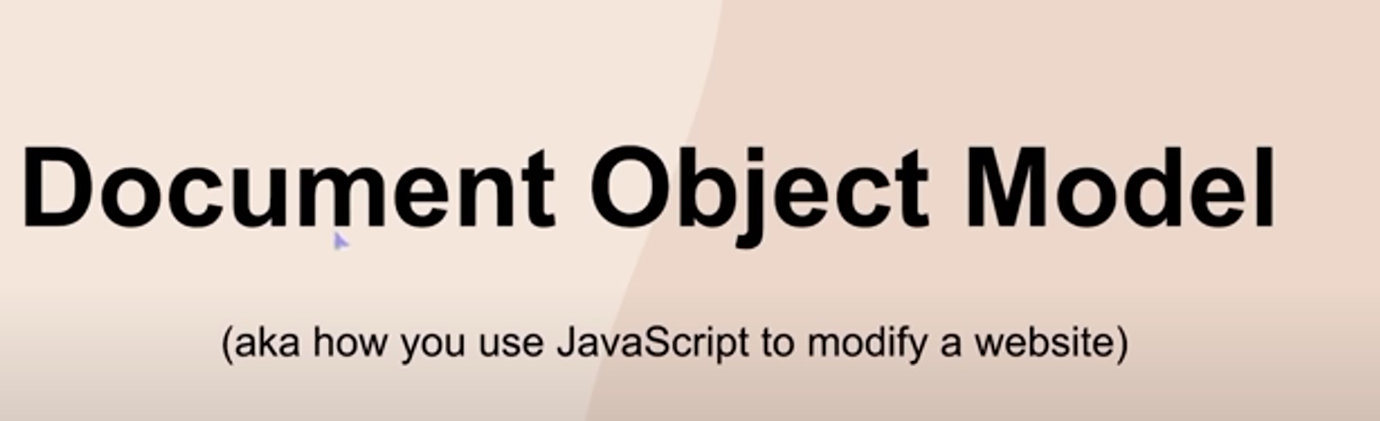 Document Object Model
(aka how you use JavaScript to modify a website)